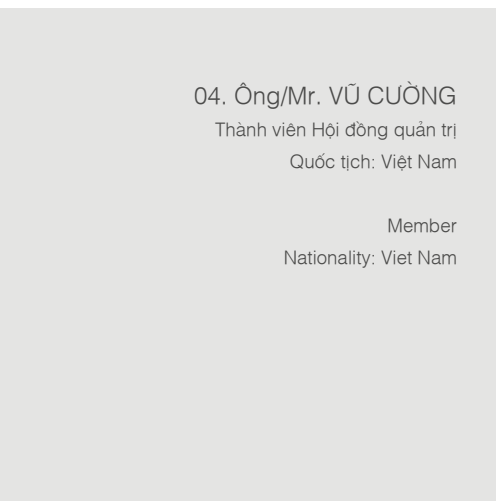 04. Ông/Mr. VŨ CƯỜNG
Thành viên Hội đồng quản trị
Quốc tịch: Việt Nam
Member
Nationality: Viet Nam